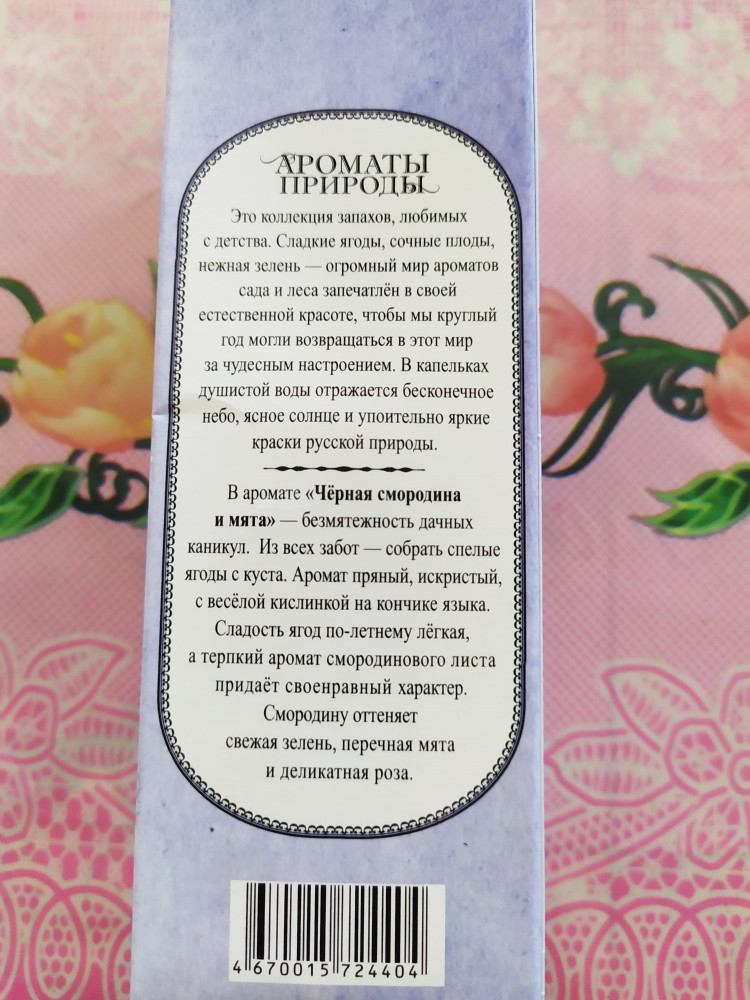 АРОМАТЫ
ПРИРОДЫ
Это коллекция запахов, любимых
с детства. Сладкие ягоды, сочные плоды,
нежная зелень — огромный мир ароматов
сада и леса запечатлён в своей
естественной красоте, чтобы мы круглый
год могли возвращаться в этот мир
за чудесным настроением. В капельках
душистой воды отражается бесконечное
небо, ясное солнце и упоительно яркие
краски русской природы.
В аромате «Чёрная смородина
и мята» — безмятежность дачных
каникул. Из всех забот — собрать спелые
ягоды с куста. Аромат пряный, искристый,
с весёлой кислинкой на кончике языка.
Сладость ягод по-летнему лёгкая,
а терпкий аромат смородинового листа
придаёт своенравный характер.
Смородину оттеняет
свежая зелень, перечная мята
и деликатная роза.
4 670015 724404